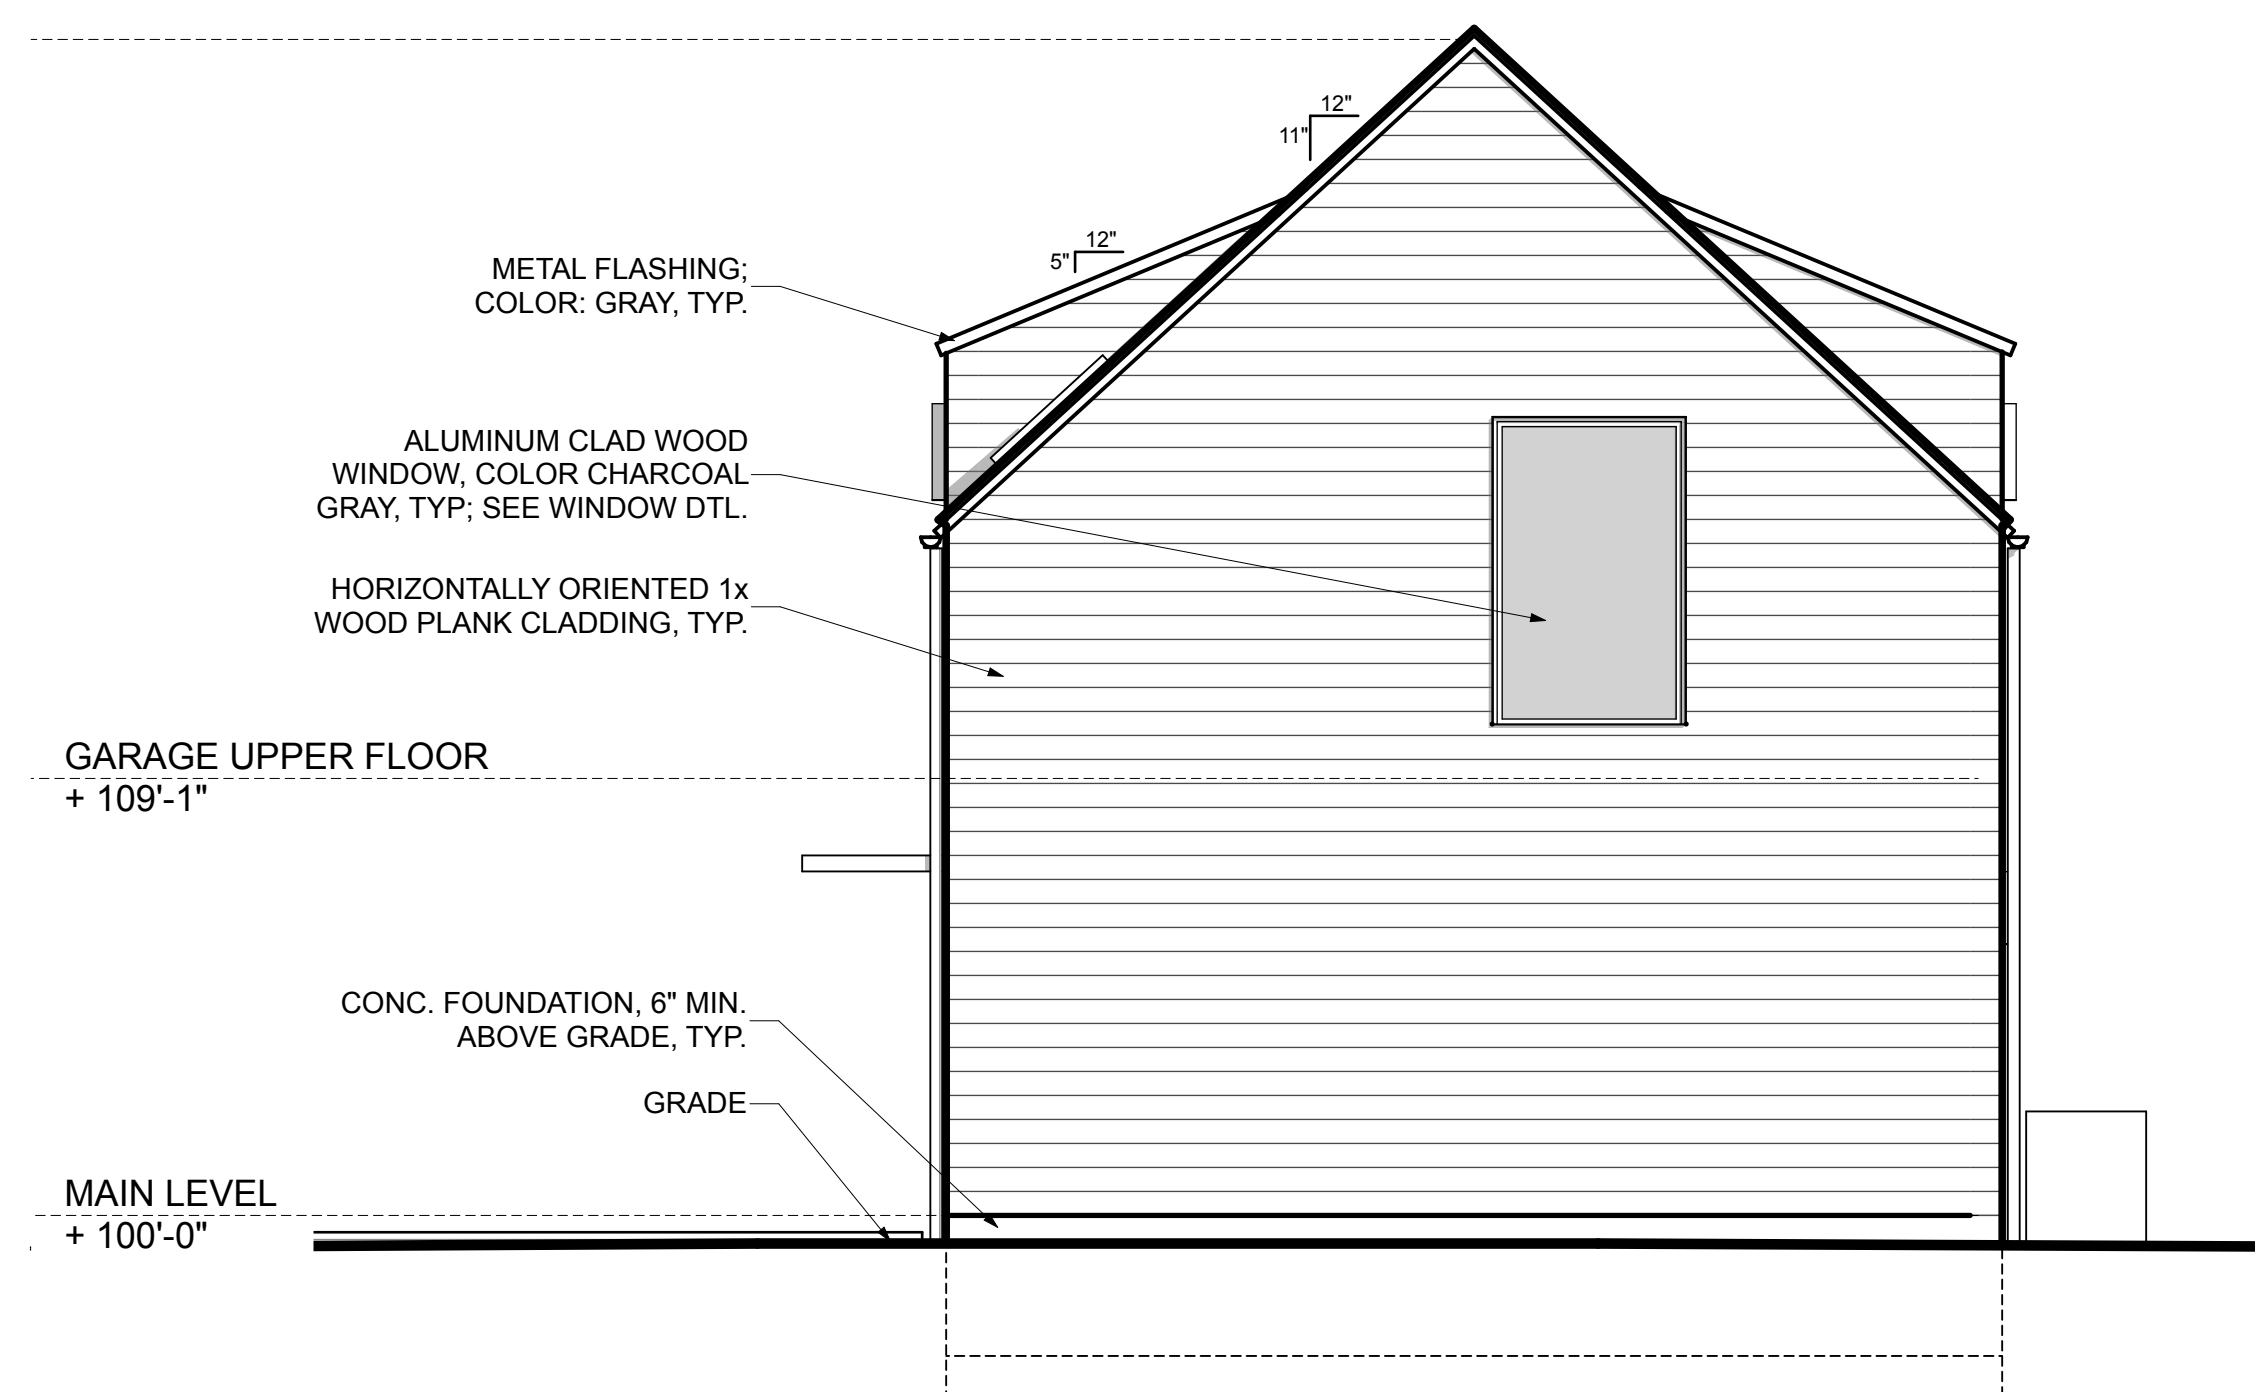 12"
11"
12"
5"
METAL FLASHING;
COLOR: GRAY, TYP.
ALUMINUM CLAD WOOD
WINDOW, COLOR CHARCOAL
GRAY, TYP; SEE WINDOW DTL.
HORIZONTALLY ORIENTED 1x
WOOD PLANK CLADDING, TYP.
GARAGE UPPER FLOOR
+ 109'-1"
CONC. FOUNDATION, 6" MIN.
ABOVE GRADE, TYP.
GRADE
MAIN LEVEL
+ 100'-0"